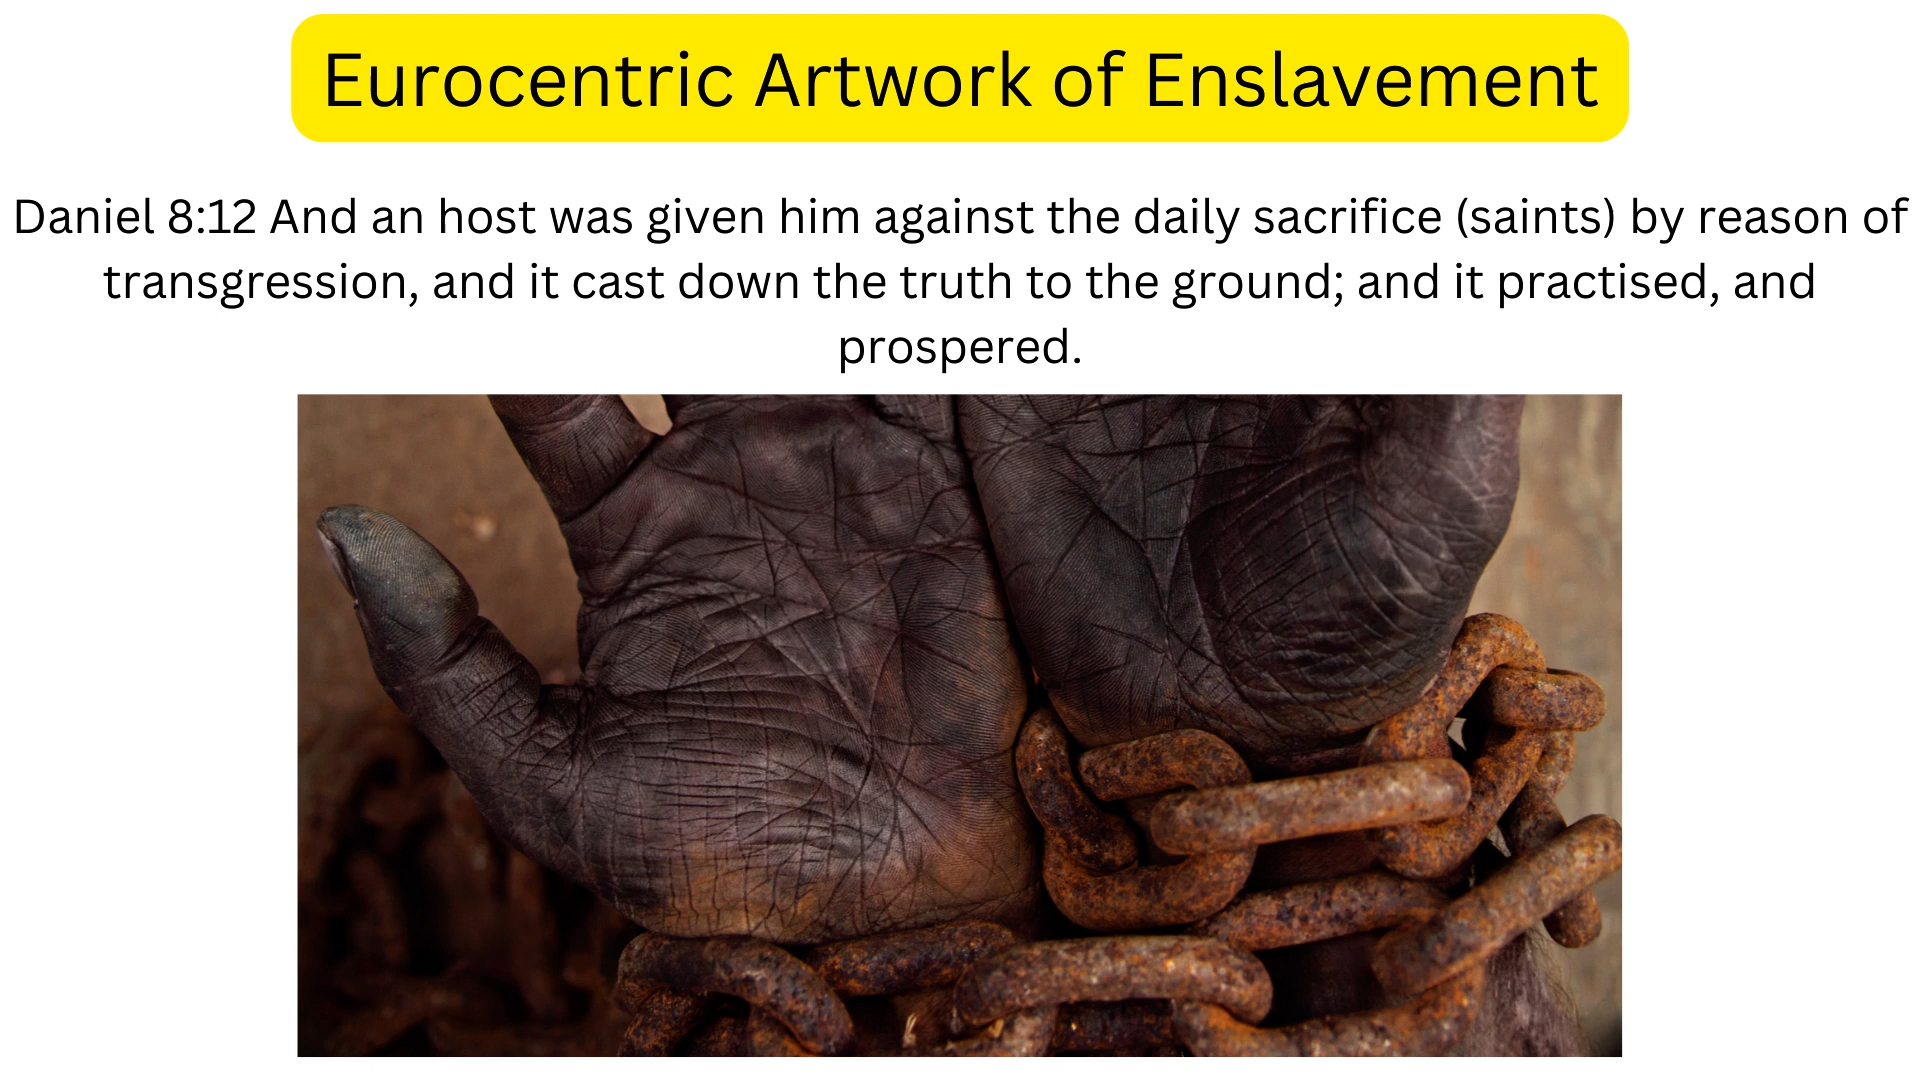 Eurocentric Artwork of Enslavement
Daniel 8:12 And an host was given him against the daily sacrifice (saints) by reason of
transgression, and it cast down the truth to the ground; and it practised, and
prospered.